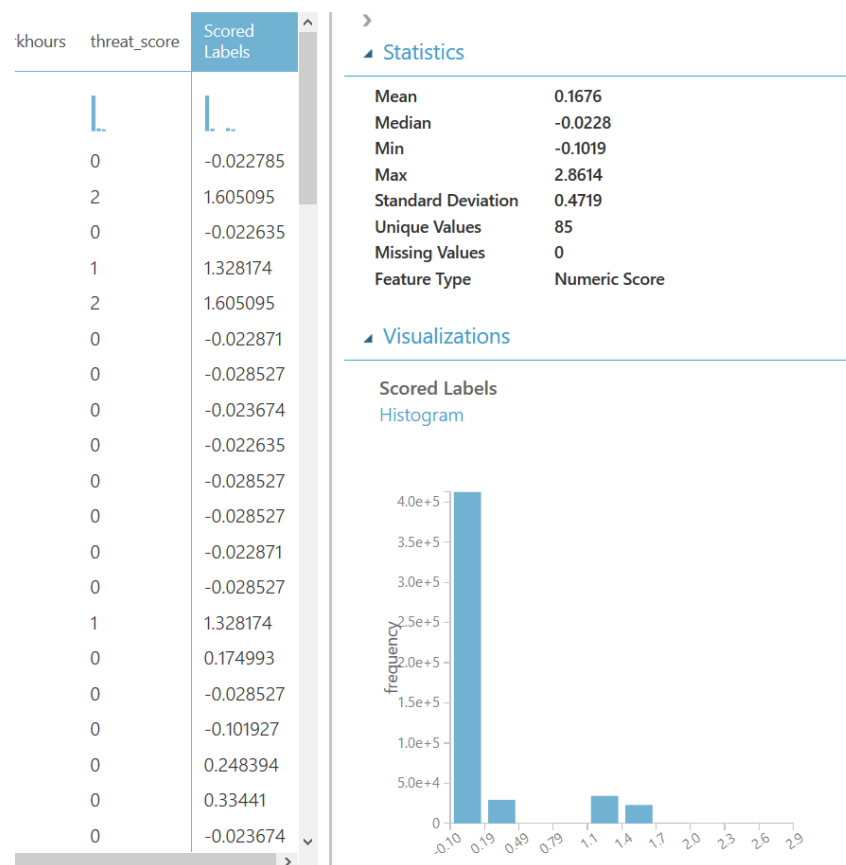 khours threat_score Scored Labels
0 -0.022785
2 1.605095
0 -0.022635
1 1.328174
2 1.605095
0 -0.022871
0 -0.028527
0 -0.023674
0 -0.022635
0 -0.028527
0 -0.028527
0 -0.022871
0 -0.028527
1 1.328174
0 0.174993
0 -0.028527
0 -0.101927
0 0.248394
0 0.33441
0 -0.023674
Statistics
Mean 0.1676
Median -0.0228
Min -0.1019
Max 2.8614
Standard Deviation 0.4719
Unique Values 85
Missing Values 0
Feature Type Numeric Score
Visualizations
Scored Labels
Histogram
frequency
4.0e+5
3.5e+5
3.0e+5
2.5e+5
2.0e+5
1.5e+5
1.0e+5
5.0e+4
0
-0.10 0.19 0.49 0.79 1.1 1.4 1.7 2.0 2.3 2.6 2.9